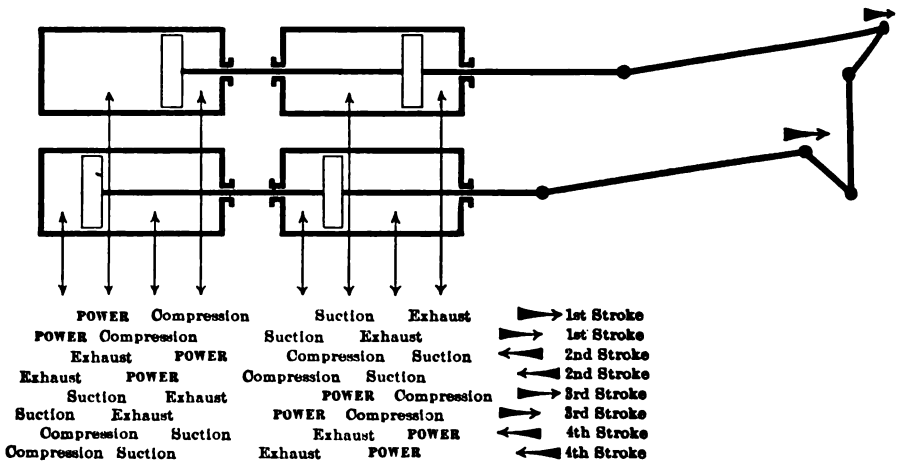 POWER Compression Suction Exhaust 1st Stroke
POWER Compression Suction Exhaust 1st Stroke
Exhaust POWER Compression Suction 2nd Stroke
Exhaust POWER Compression Suction 2nd Stroke
Suction Exhaust POWER Compression 3rd Stroke
Suction Exhaust POWER Compression 3rd Stroke
Compression Suction Exhaust POWER 4th Stroke
Compression Suction Exhaust POWER 4th Stroke